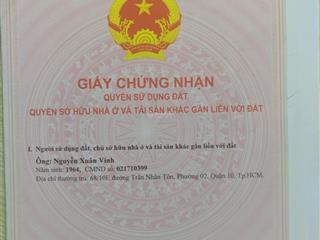 GIẤY CHỨNG NHẬN
QUYỀN SỬ DỤNG ĐẤT
QUYỀN SỞ HỮU NHÀ Ở VÀ TÀI SẢN KHÁC GẮN LIỀN VỚI ĐẤT
I. Người sử dụng đất, chủ sở hữu nhà ở và tài sản khác gắn liền với đất
Ông: Nguyễn Xuân Vinh
Năm sinh: 1964, CMND số: 021710399
Địa chỉ thường trú: 68/10E đường Trần Nhân Tôn, Phường 02, Quận 10, Tp.HCM.